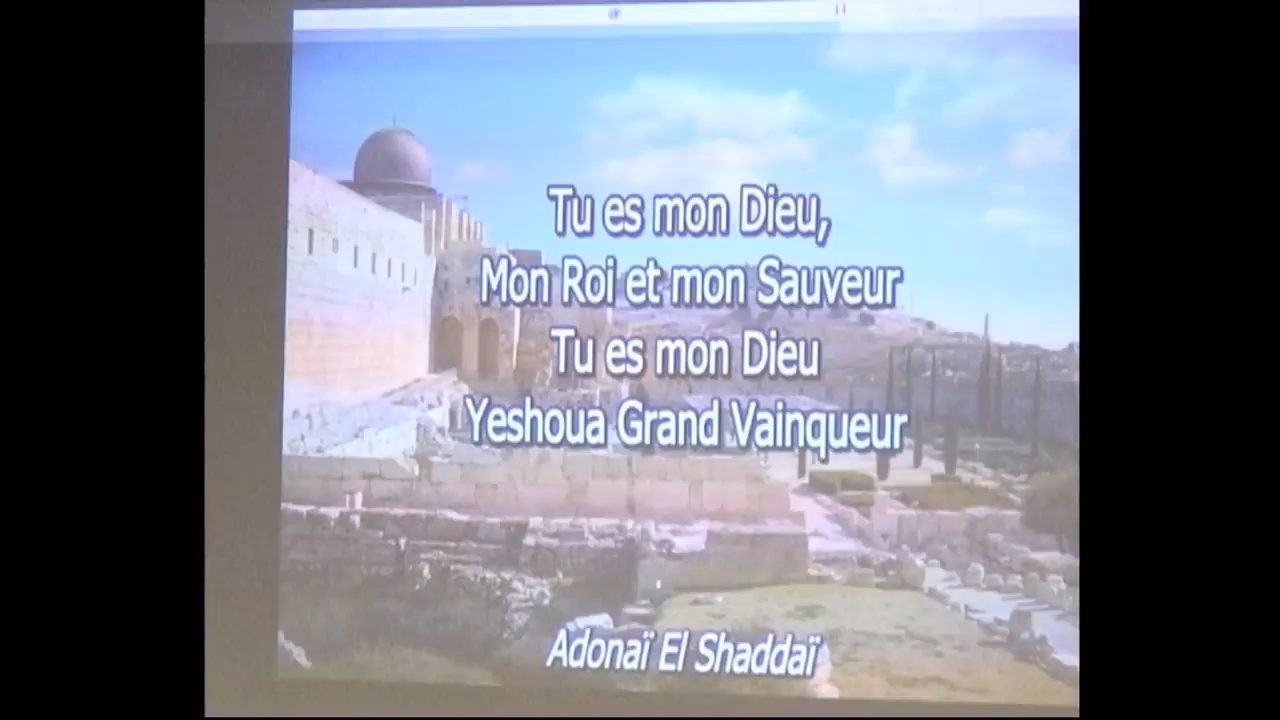 Tu es mon Dieu,
Mon Roi et mon Sauveur
Tu es mon Dieu
Yeshoua Grand Vainqueur
Adonaï El Shaddaï